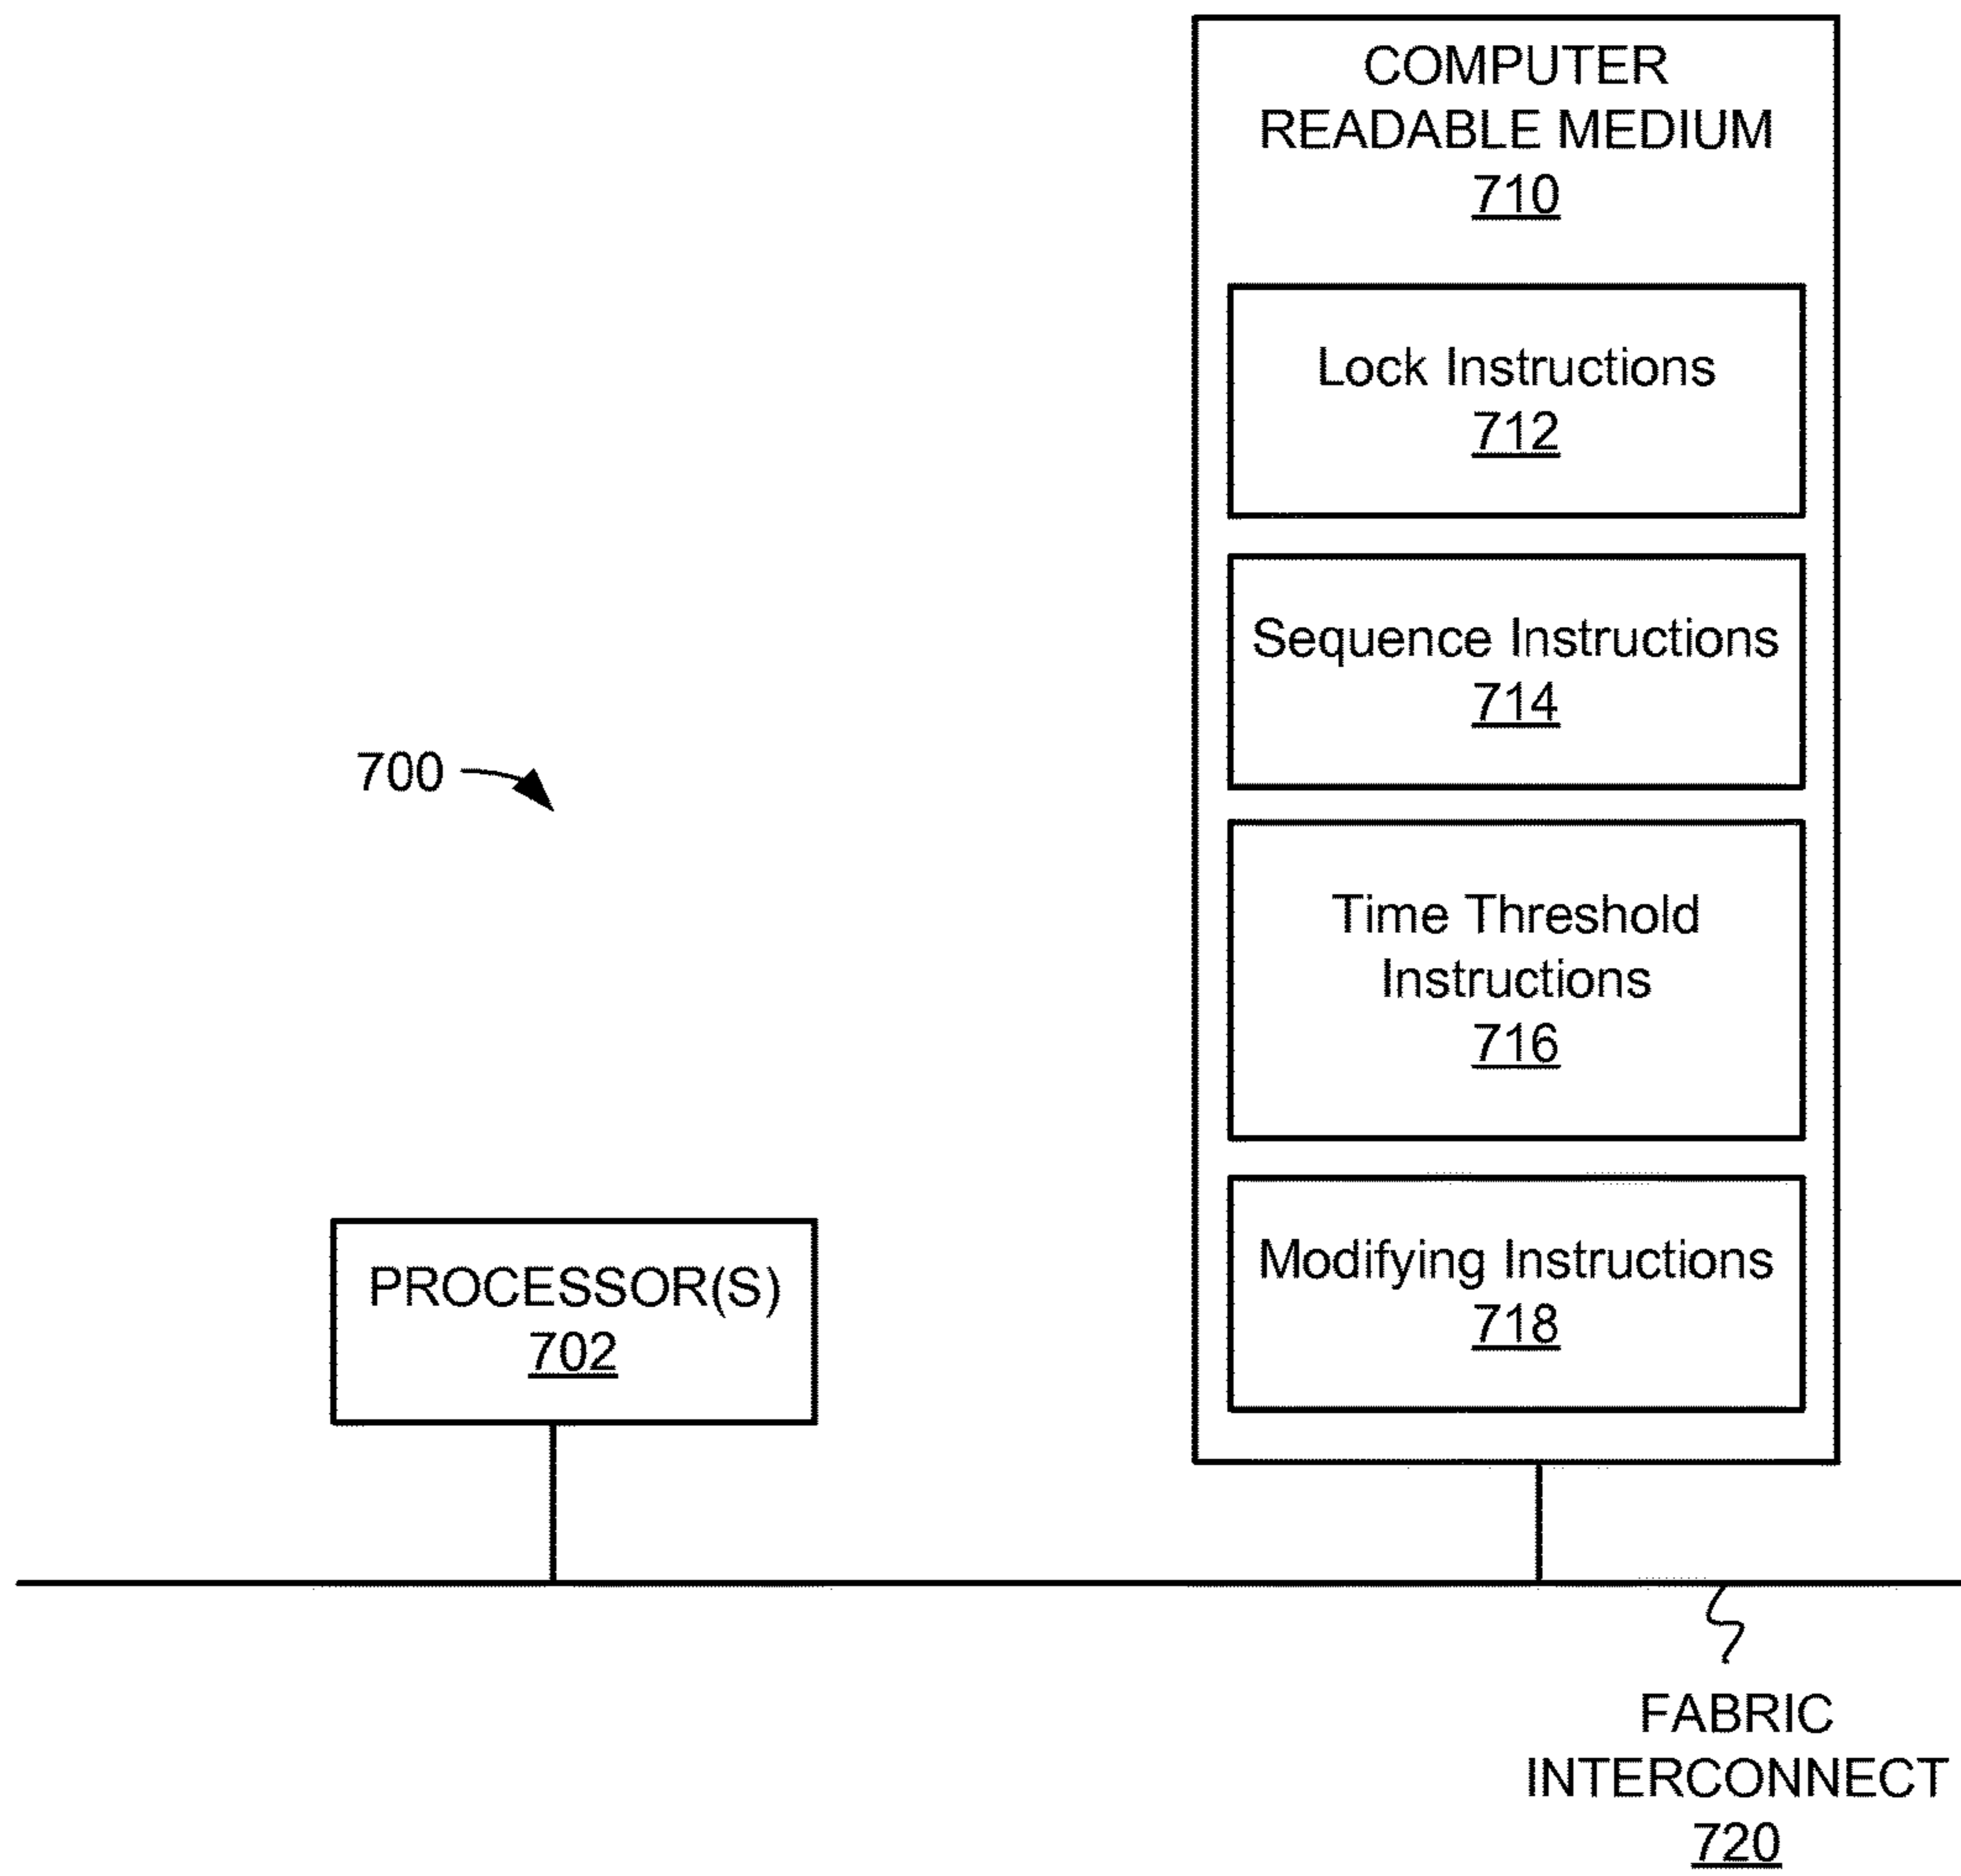 COMPUTER
READABLE MEDIUM
710
Lock Instructions
712
Sequence Instructions
714
700
Time Threshold
Instructions
716
Modifying Instructions
718
PROCESSOR(S)
702
FABRIC
INTERCONNECT
720